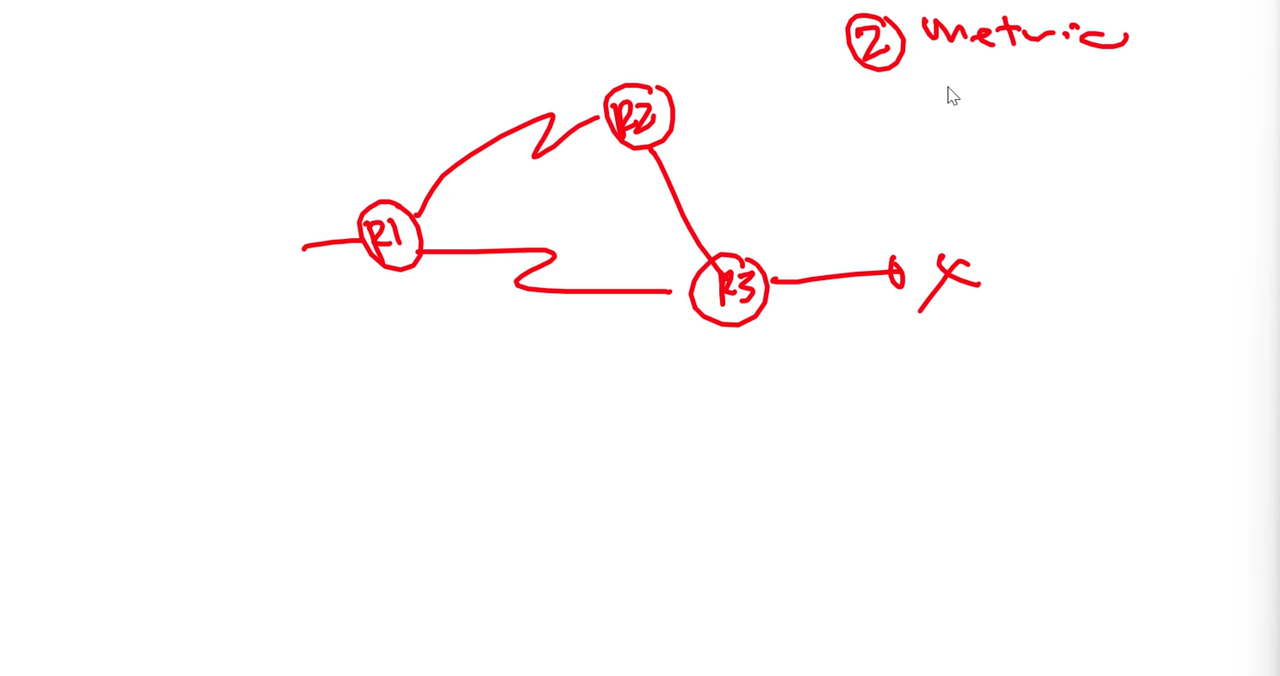 ② metric
R2
R1
R3
X